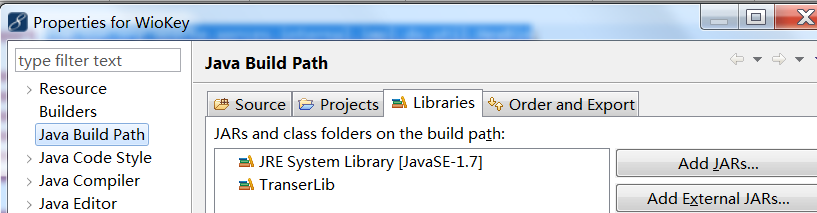 Properties for WioKey
type filter text
Resource
Builders
Java Build Path
Java Code Style
Java Compiler
Java Editor
Java Build Path
Source Projects Libraries Order and Export
JARs and class folders on the build path:
JRE System Library [JavaSE-1.7]
TranserLib
Add JARs...
Add External JARs...